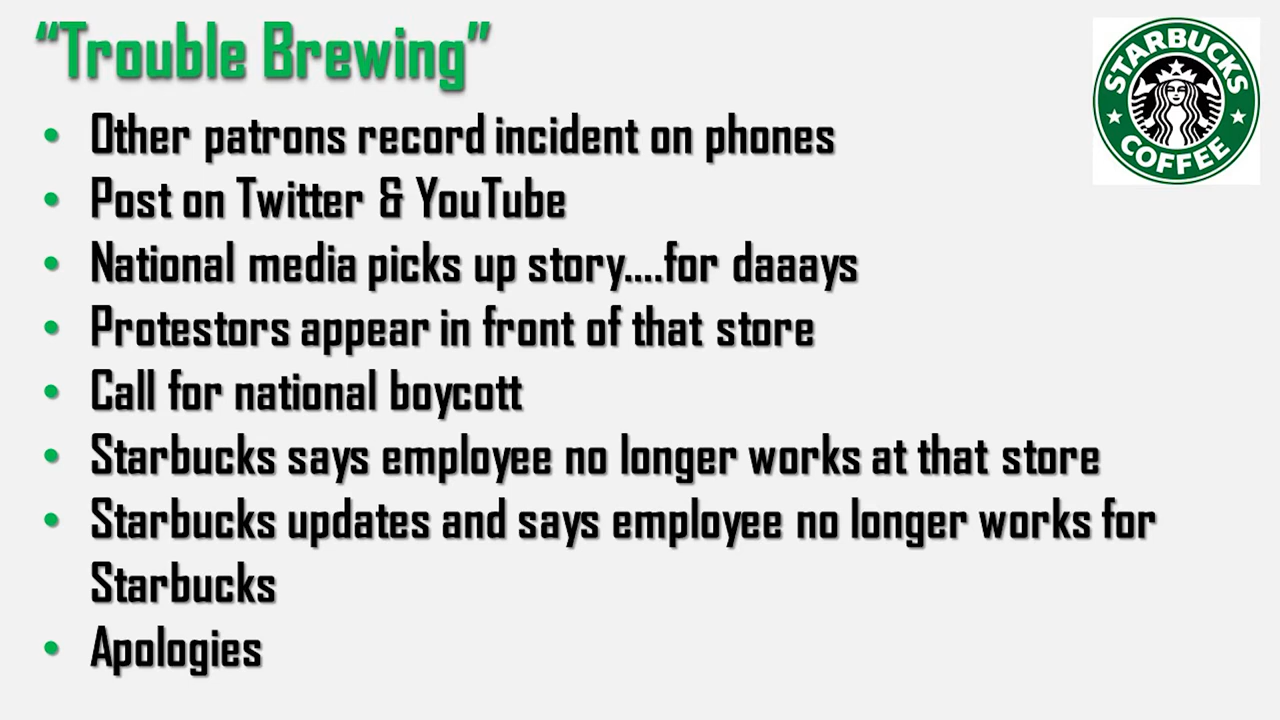 “Trouble Brewing”
STARBUCKS
COFFEE
• Other patrons record incident on phones
• Post on Twitter & YouTube
• National media picks up story....for daaays
• Protestors appear in front of that store
• Call for national boycott
• Starbucks says employee no longer works at that store
• Starbucks updates and says employee no longer works for
Starbucks
• Apologies